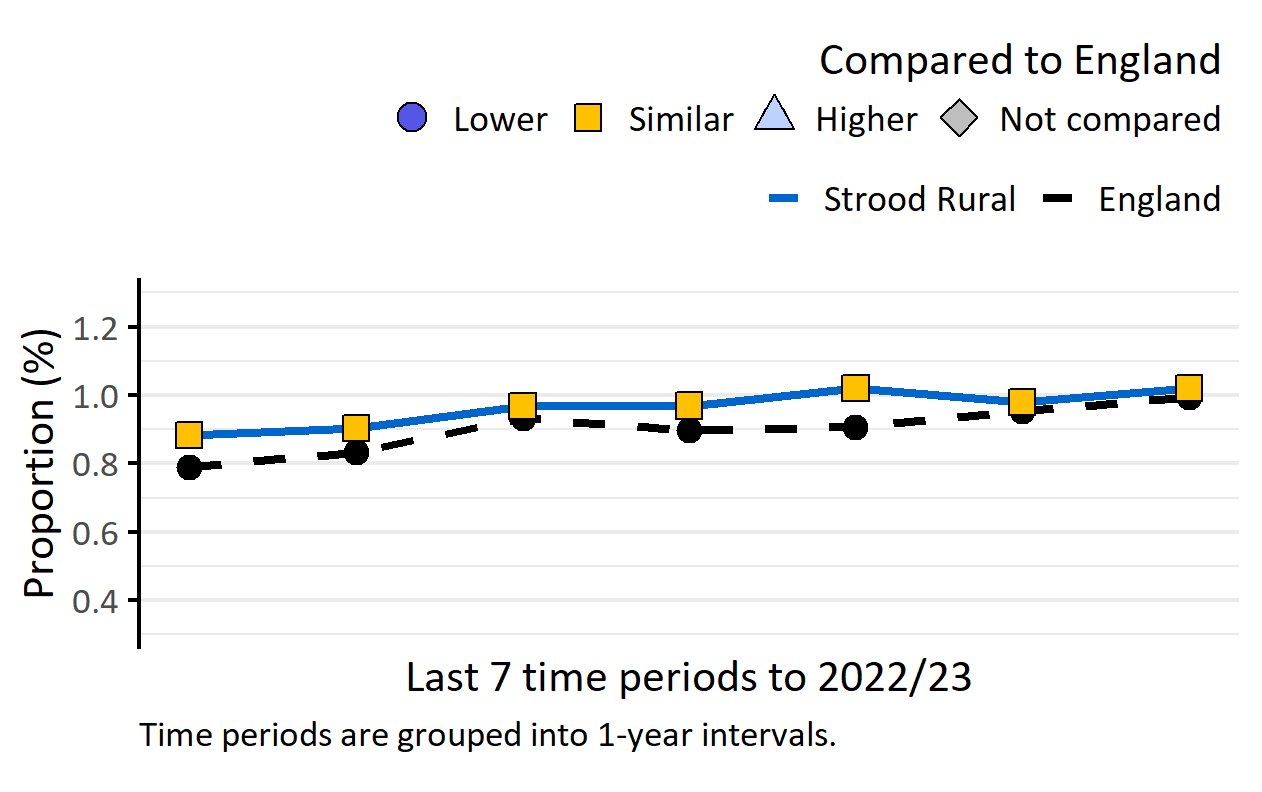 Compared to England
Lower Similar Higher Not compared
Strood Rural England
Proportion (%)
1.2
1.0
0.8
0.6
0.4
Last 7 time periods to 2022/23
Time periods are grouped into 1-year intervals.